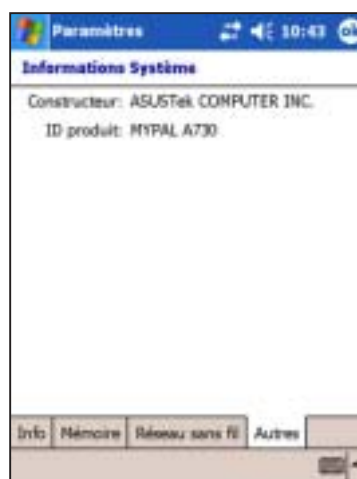 Paramètres 10:43 ok
Informations Système
Constructeur: ASUSTek COMPUTER INC.
ID produit: MYPAL A730
Info Mémoire Réseau sans fil Autres